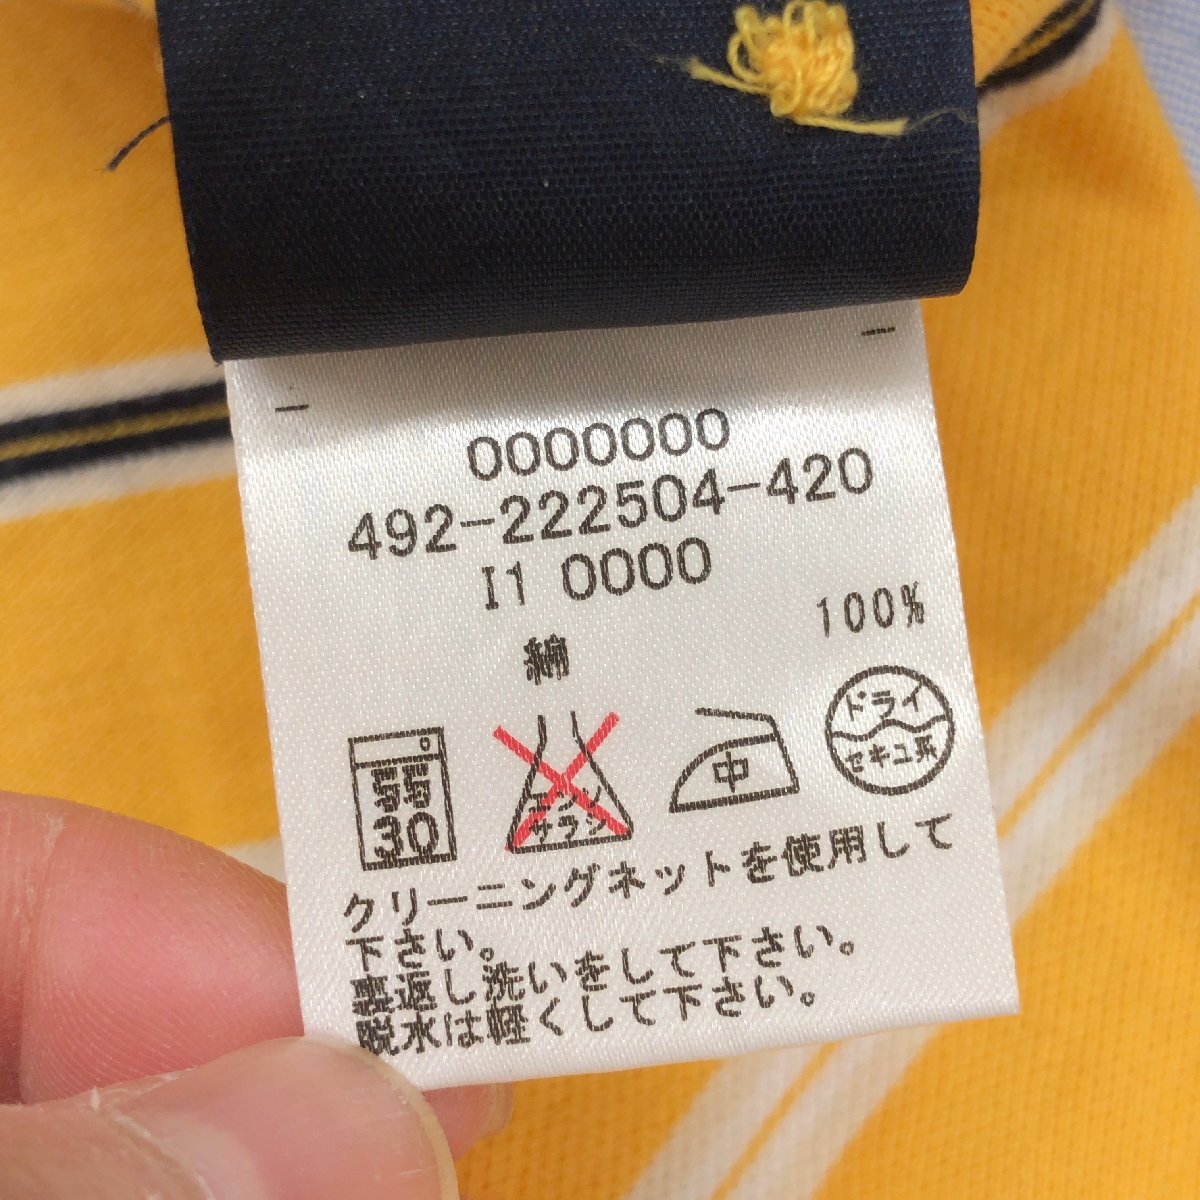 0000000
492-222504-420
I1 0000
100%
綿
弱 30
エンソ サラシ
中
ドライ
セキユ系
クリーニングネットを使用して
下さい。
裏返し洗いをして下さい。
脱水は軽くして下さい。